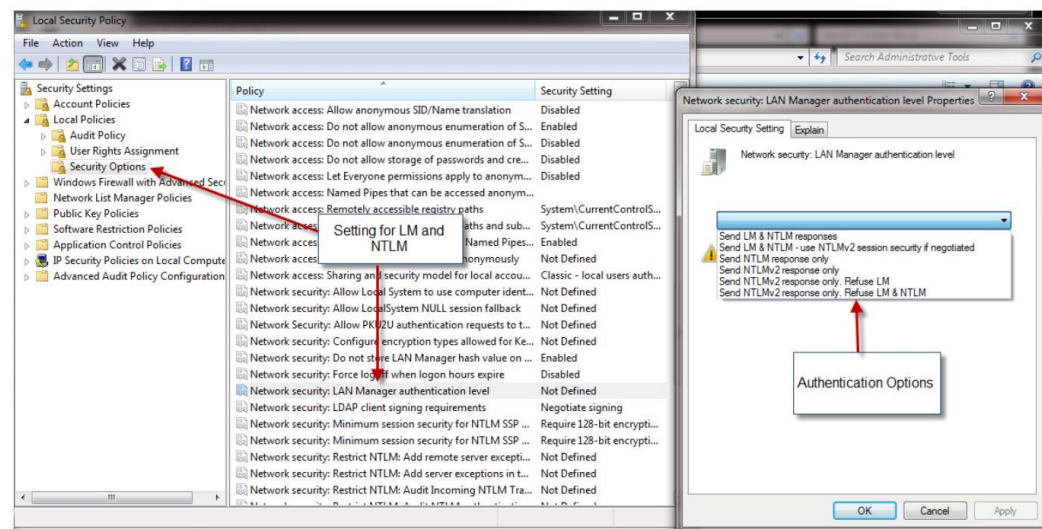 Local Security Policy
File Action View Help
Search Administrative Tools
Security Settings
Account Policies
Local Policies
Audit Policy
User Rights Assignment
Security Options
Windows Firewall with Advanced Secu
Network List Manager Policies
Public Key Policies
Software Restriction Policies
Application Control Policies
IP Security Policies on Local Compute
Advanced Audit Policy Configuration
Policy Security Setting
Network access: Allow anonymous SID/Name translation Disabled
Network access: Do not allow anonymous enumeration of S... Enabled
Network access: Do not allow anonymous enumeration of S... Disabled
Network access: Do not allow storage of passwords and cre... Disabled
Network access: Let Everyone permissions apply to anonym... Disabled
Network access: Named Pipes that can be accessed anonym...
Network access: Remotely accessible registry paths System\CurrentControlS...
Network acces aths and sub... System\CurrentControlS...
Network acces Named Pipes... Enabled
Network acces onymously Not Defined
Network access: Sharing and security model for local accou... Classic - local users auth...
Network security: Allow Local System to use computer ident... Not Defined
Network security: Allow LocalSystem NULL session fallback Not Defined
Network Security: Allow PKU2U authentication requests to t... Not Defined
Network security: Configure encryption types allowed for Ke... Not Defined
Network security: Do not store LAN Manager hash value on ... Enabled
Network security: Force logoff when logon hours expire Disabled
Network security: LAN Manager authentication level Not Defined
Network security: LDAP client signing requirements Negotiate signing
Network security: Minimum session security for NTLM SSP ... Require 128-bit encrypti...
Network security: Minimum session security for NTLM SSP ... Require 128-bit encrypti...
Network security: Restrict NTLM: Add remote server excepti... Not Defined
Network security: Restrict NTLM: Add server exceptions in t... Not Defined
Network security: Restrict NTLM: Audit Incoming NTLM Tra... Not Defined
Setting for LM and
NTLM
Network security: LAN Manager authentication level Properties
Local Security Setting Explain
Network security: LAN Manager authentication level
Send LM & NTLM responses
Send LM & NTLM - use NTLMv2 session security if negotiated
Send NTLM response only
Send NTLMv2 response only
Send NTLMv2 response only. Refuse LM
Send NTLMv2 response only. Refuse LM & NTLM
Authentication Options
OK Cancel Apply